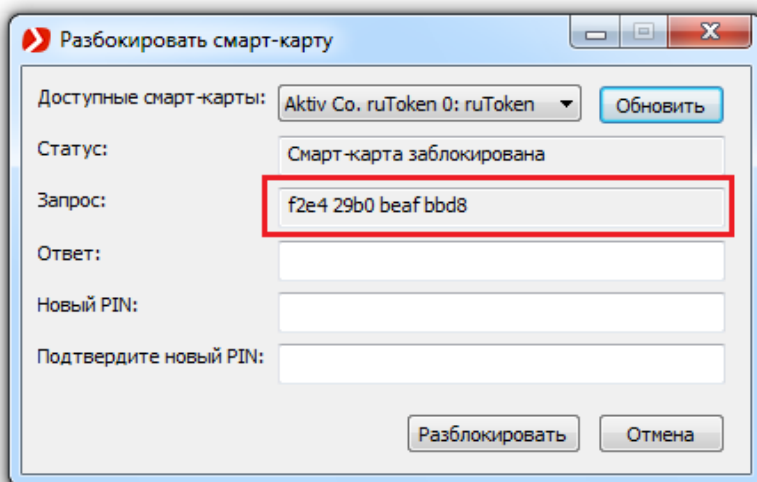 Разбокировать смарт-карту
Доступные смарт-карты: Aktiv Co. ruToken 0: ruToken Обновить
Статус: Смарт-карта заблокирована
Запрос: f2e4 29b0 beaf bbd8
Ответ:
Новый PIN:
Подтвердите новый PIN:
Разблокировать Отмена